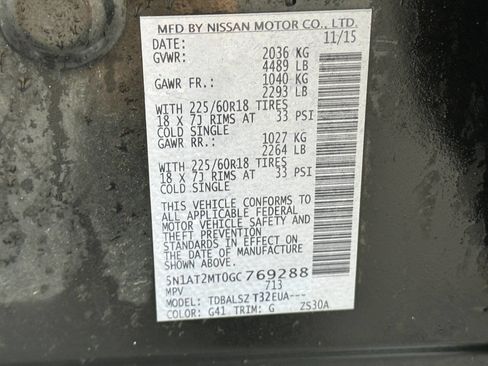 MFD BY NISSAN MOTOR CO., LTD.
DATE: 11/15
GVWR: 2036 KG
4489 LB
GAWR FR.: 1040 KG
2293 LB
WITH 225/60R18 TIRES
18 X 7J RIMS AT 33 PSI
COLD SINGLE
GAWR RR.: 1027 KG
2264 LB
WITH 225/60R18 TIRES
18 X 7J RIMS AT 33 PSI
COLD SINGLE
THIS VEHICLE CONFORMS TO
ALL APPLICABLE FEDERAL
MOTOR VEHICLE SAFETY AND
THEFT PREVENTION
STANDARDS IN EFFECT ON THE
DATE OF MANUFACTURE
SHOWN ABOVE.
5N1AT2MT0GC769288
MPV 713
MODEL: TDBALSZ T32EUA---
COLOR: G41 TRIM: G ZS30A